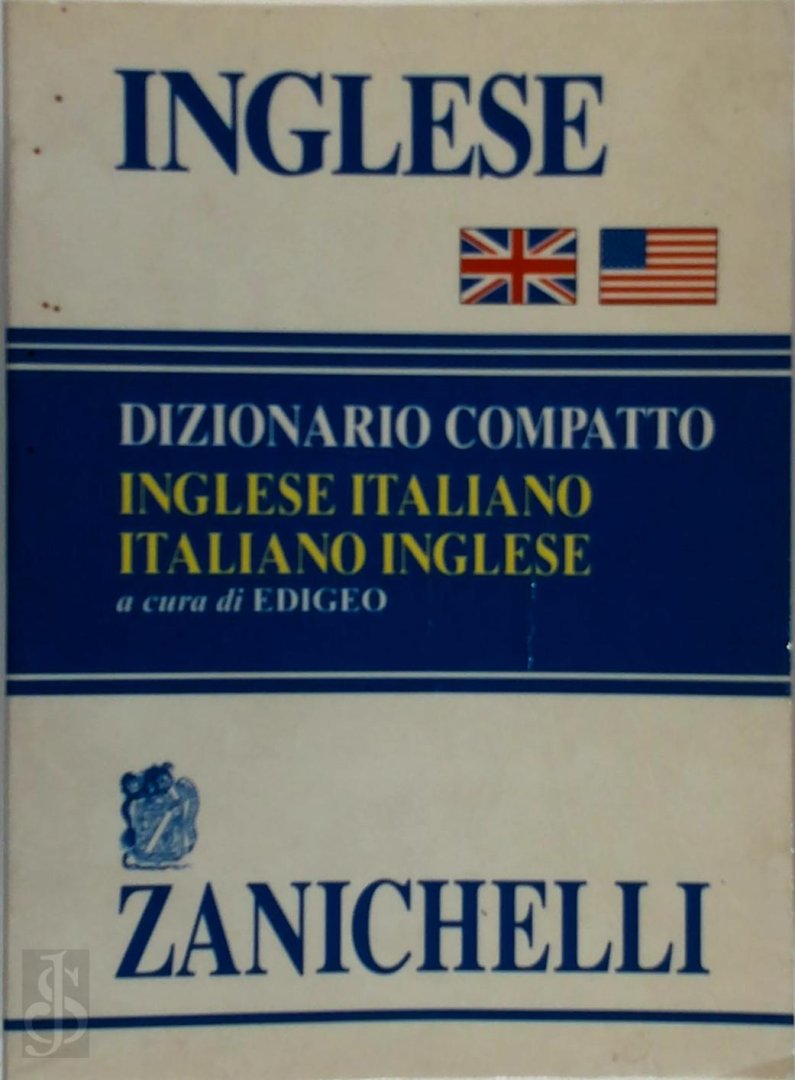 INGLESE
DIZIONARIO COMPATTO
INGLESE ITALIANO
ITALIANO INGLESE
a cura di EDIGEO
ZANICHELLI